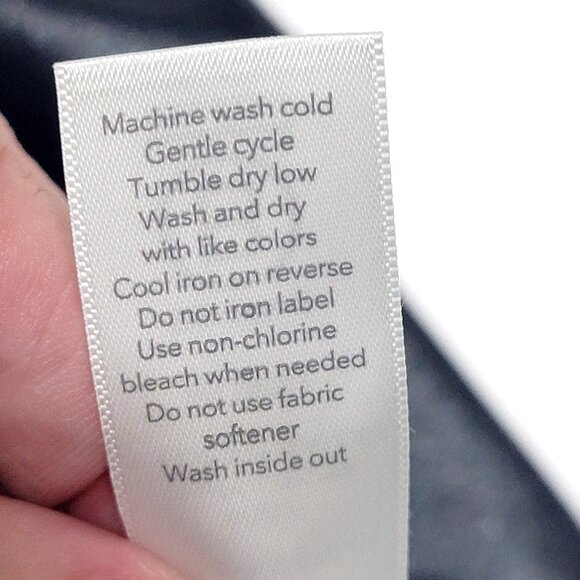 Machine wash cold
Gentle cycle
Tumble dry low
Wash and dry
with like colors
Cool iron on reverse
Do not iron label
Use non-chlorine
bleach when needed
Do not use fabric
softener
Wash inside out